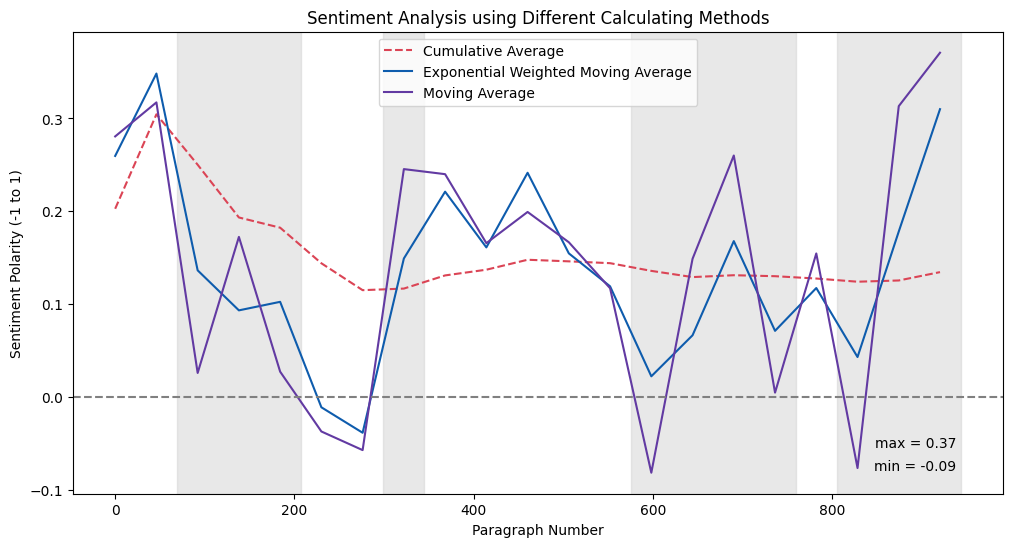 Sentiment Analysis using Different Calculating Methods
Cumulative Average
Exponential Weighted Moving Average
Moving Average
Sentiment Polarity (-1 to 1)
0.3
0.2
0.1
0.0
−0.1
max = 0.37
min = -0.09
0 200 400 600 800
Paragraph Number